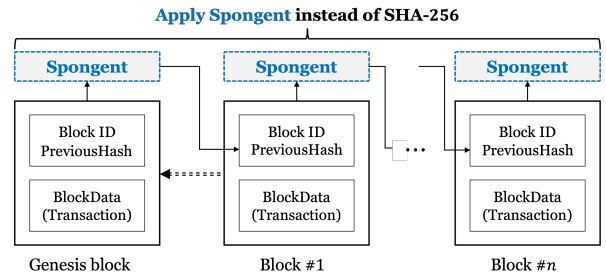 Apply Spongent instead of SHA-256
Spongent
Spongent
Spongent
Block ID
PreviousHash
BlockData
(Transaction)
Block ID
PreviousHash
BlockData
(Transaction)
•••
Block ID
PreviousHash
BlockData
(Transaction)
Genesis block
Block #1
Block #n